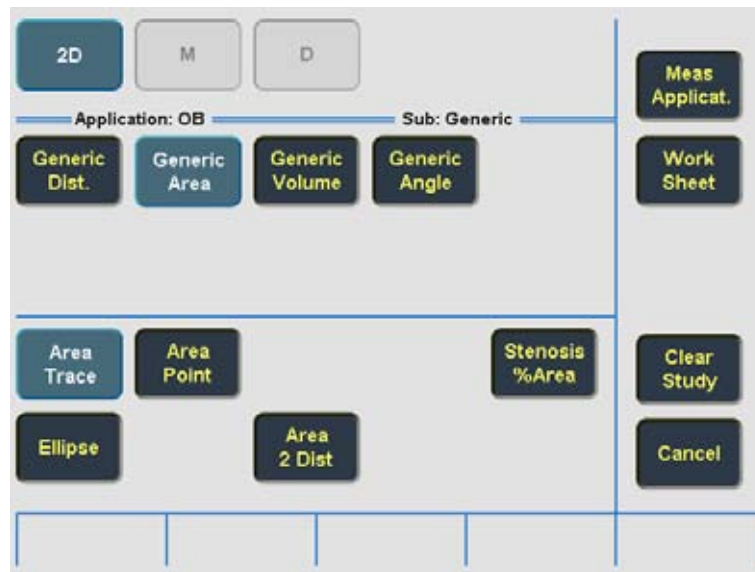 2D
M
D
Meas
Applicat.
Application: OB
Sub: Generic
Generic
Dist.
Generic
Area
Generic
Volume
Generic
Angle
Work
Sheet
Area
Trace
Area
Point
Stenosis
%Area
Clear
Study
Ellipse
Area
2 Dist
Cancel